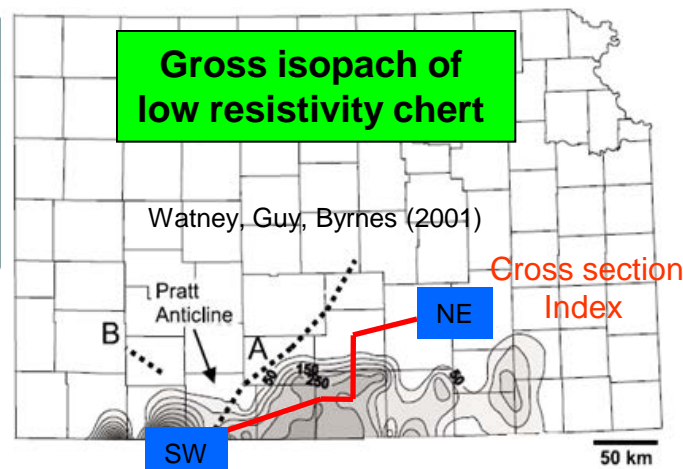 Gross isopach of
low resistivity chert
Watney, Guy, Byrnes (2001)
Cross section
Index
Pratt
Anticline
B
A
NE
50
150
250
50
SW
50 km